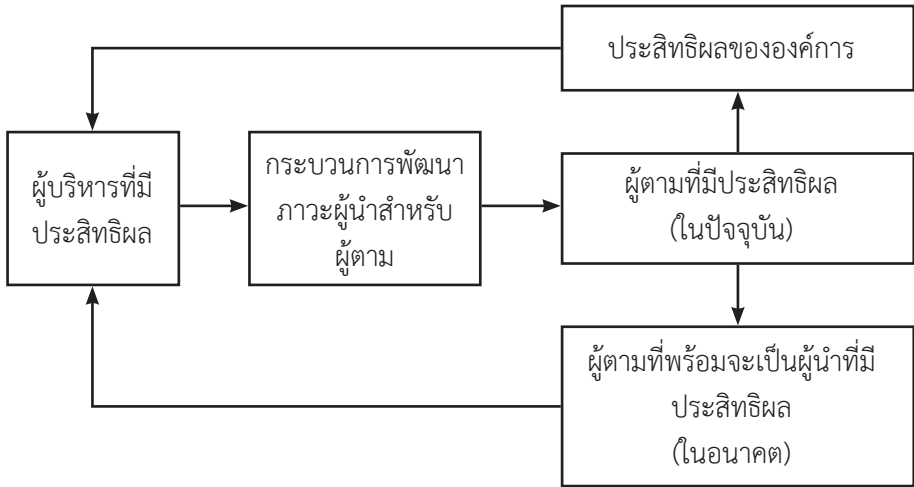 ประสิทธิผลขององค์การ
ผู้บริหารที่มี
ประสิทธิผล
กระบวนการพัฒนา
ภาวะผู้นำสำหรับ
ผู้ตาม
ผู้ตามที่มีประสิทธิผล
(ในปัจจุบัน)
ผู้ตามที่พร้อมจะเป็นผู้นำที่มี
ประสิทธิผล
(ในอนาคต)